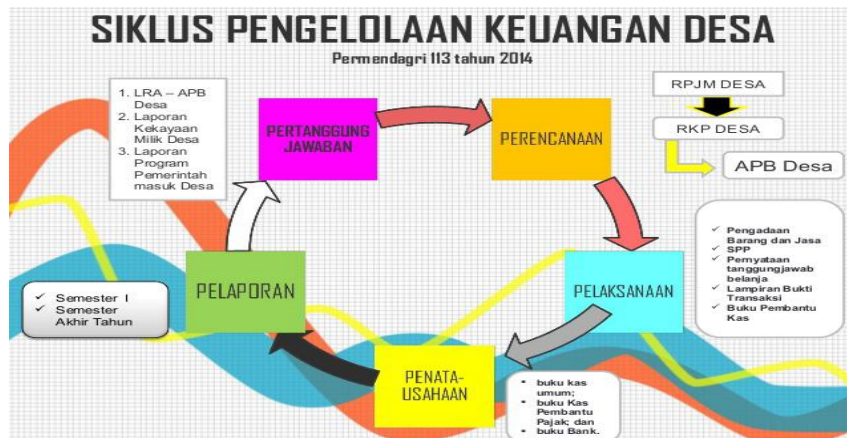 SIKLUS PENGELOLAAN KEUANGAN DESA
Permendagri 113 tahun 2014
1. LRA – APB
Desa
2. Laporan
Kekayaan
Milik Desa
3. Laporan
Program
Pemerintah
masuk Desa
PERTANGGUNG
JAWABAN
PERENCANAAN
RPJM DESA
RKP DESA
APB Desa
✓ Pengadaan
Barang dan Jasa
✓ SPP
✓ Pernyataan
tanggungjawab
belanja
✓ Lampiran Bukti
Transaksi
✓ Buku Pembantu
Kas
PELAKSANAAN
PELAPORAN
✓ Semester I
✓ Semester
Akhir Tahun
PENATA-
USAHAAN
• buku kas
umum;
• buku Kas
Pembantu
Pajak; dan
• buku Bank.